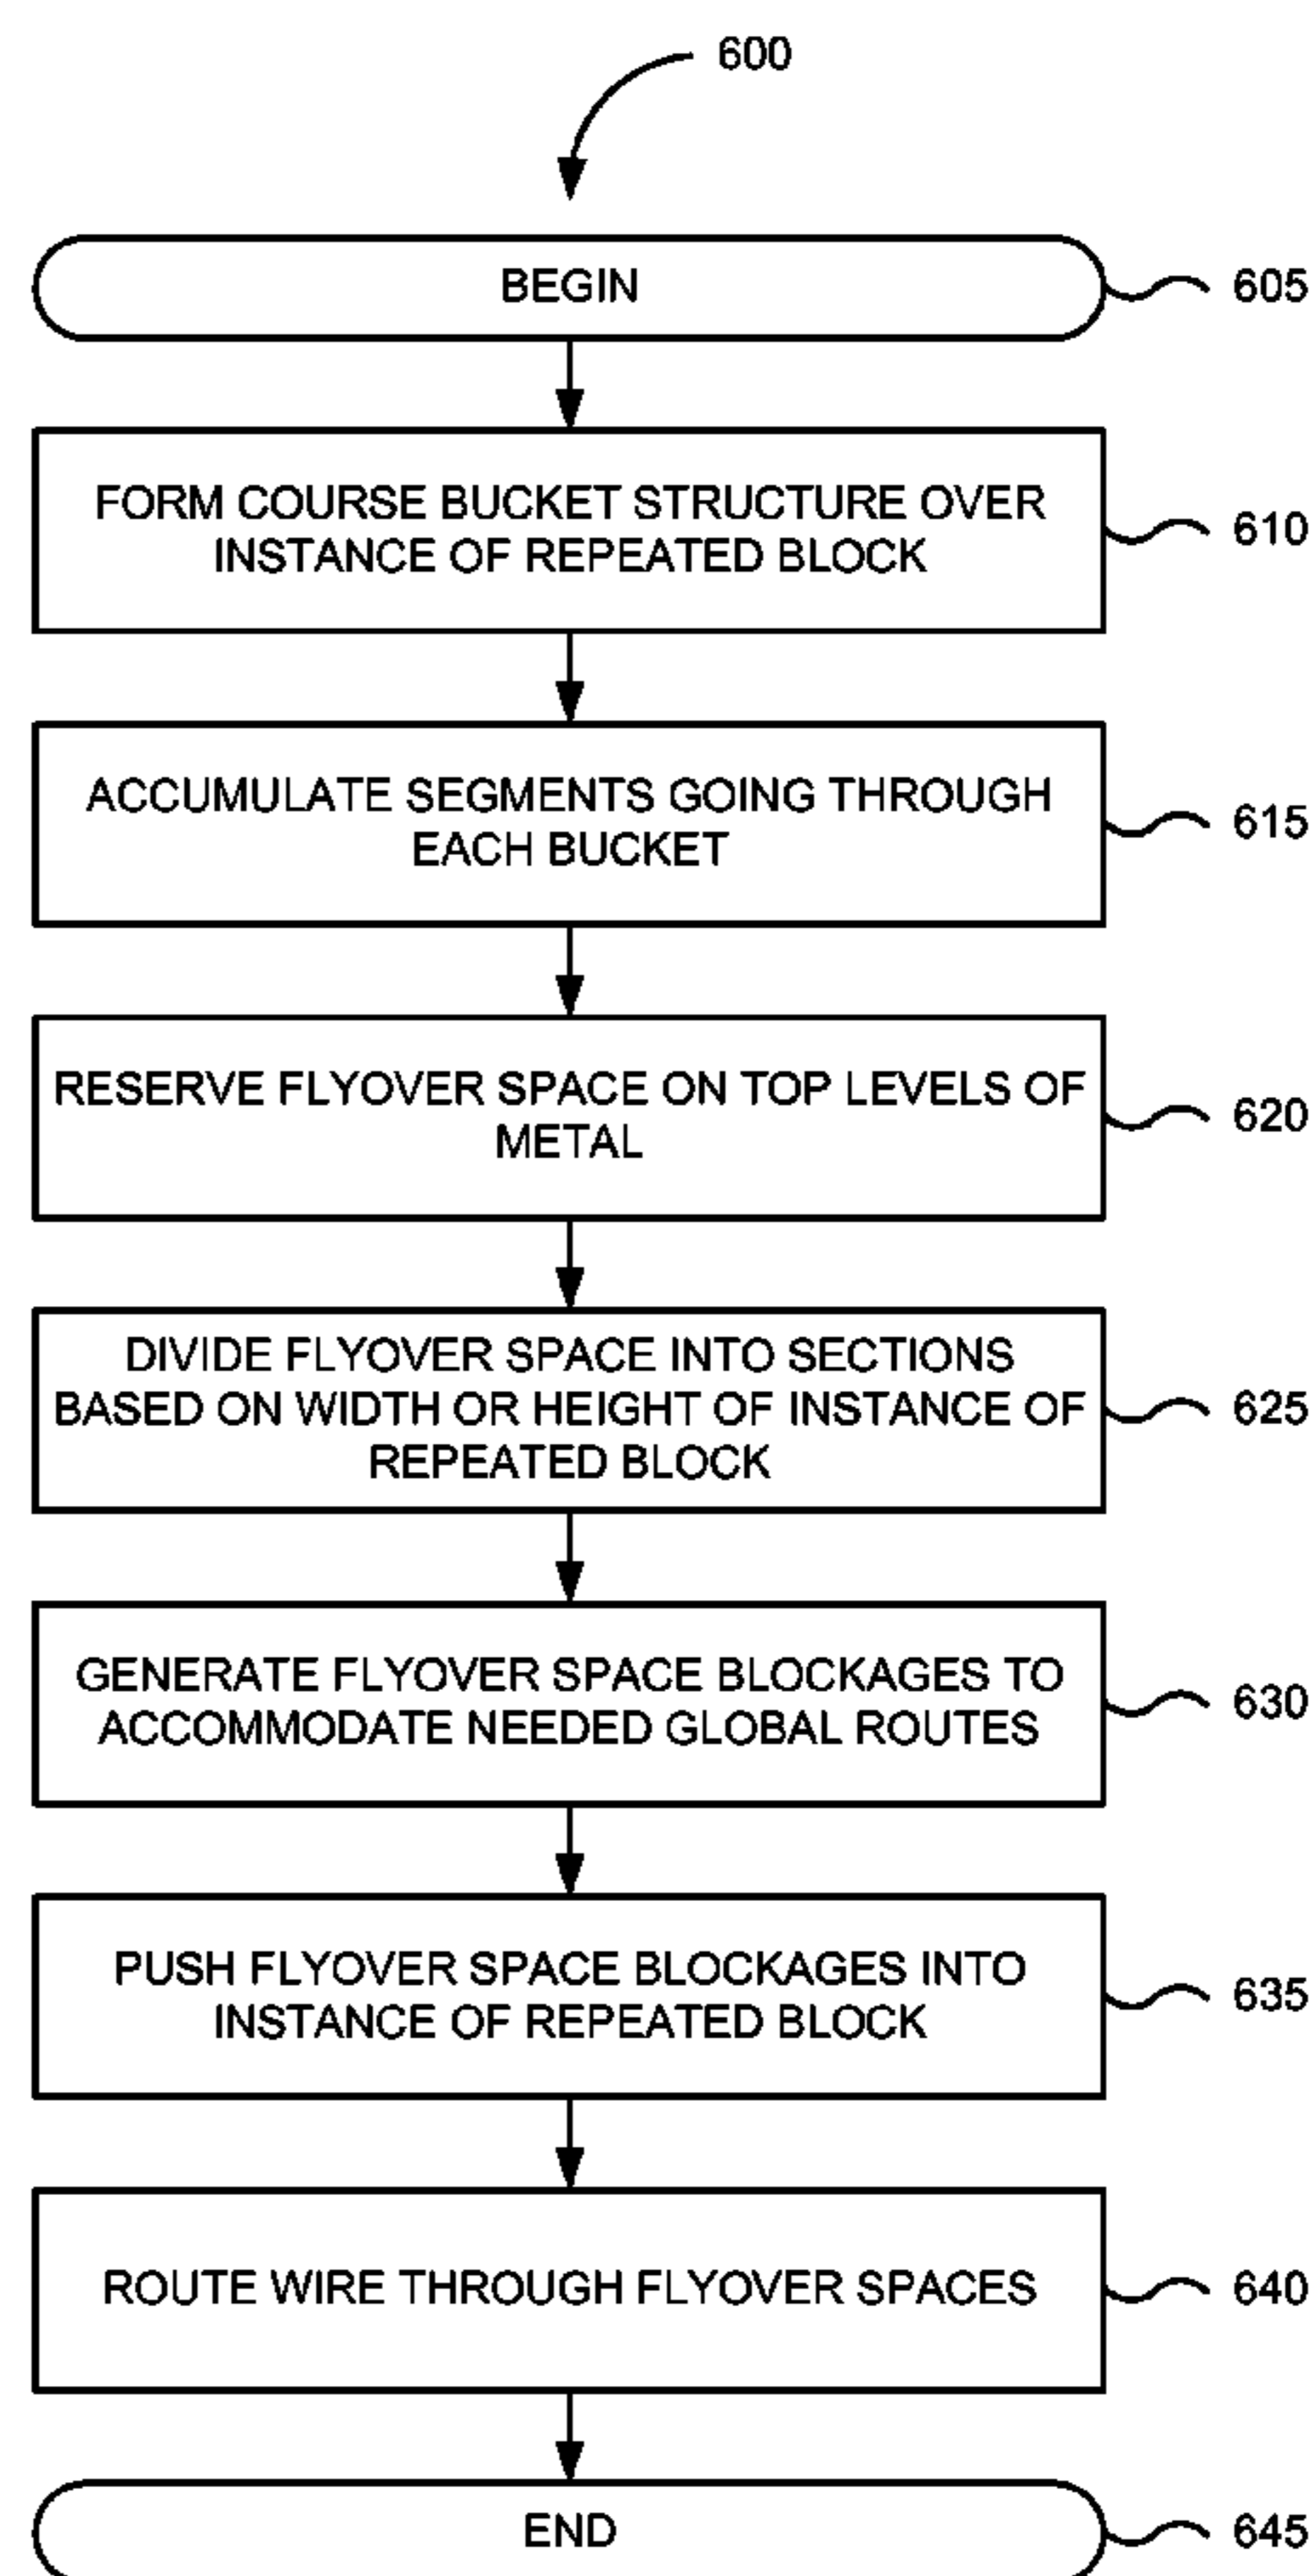 600
BEGIN
605
FORM COURSE BUCKET STRUCTURE OVER
INSTANCE OF REPEATED BLOCK
610
ACCUMULATE SEGMENTS GOING THROUGH
EACH BUCKET
615
RESERVE FLYOVER SPACE ON TOP LEVELS OF
METAL
620
DIVIDE FLYOVER SPACE INTO SECTIONS
BASED ON WIDTH OR HEIGHT OF INSTANCE OF
REPEATED BLOCK
625
GENERATE FLYOVER SPACE BLOCKAGES TO
ACCOMMODATE NEEDED GLOBAL ROUTES
630
PUSH FLYOVER SPACE BLOCKAGES INTO
INSTANCE OF REPEATED BLOCK
635
ROUTE WIRE THROUGH FLYOVER SPACES
640
END
645